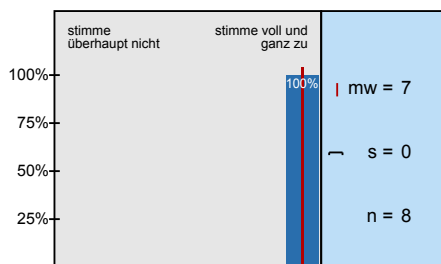 stimme
überhaupt nicht
stimme voll und
ganz zu
100%
75%
50%
25%
100%
mw = 7
s = 0
n = 8